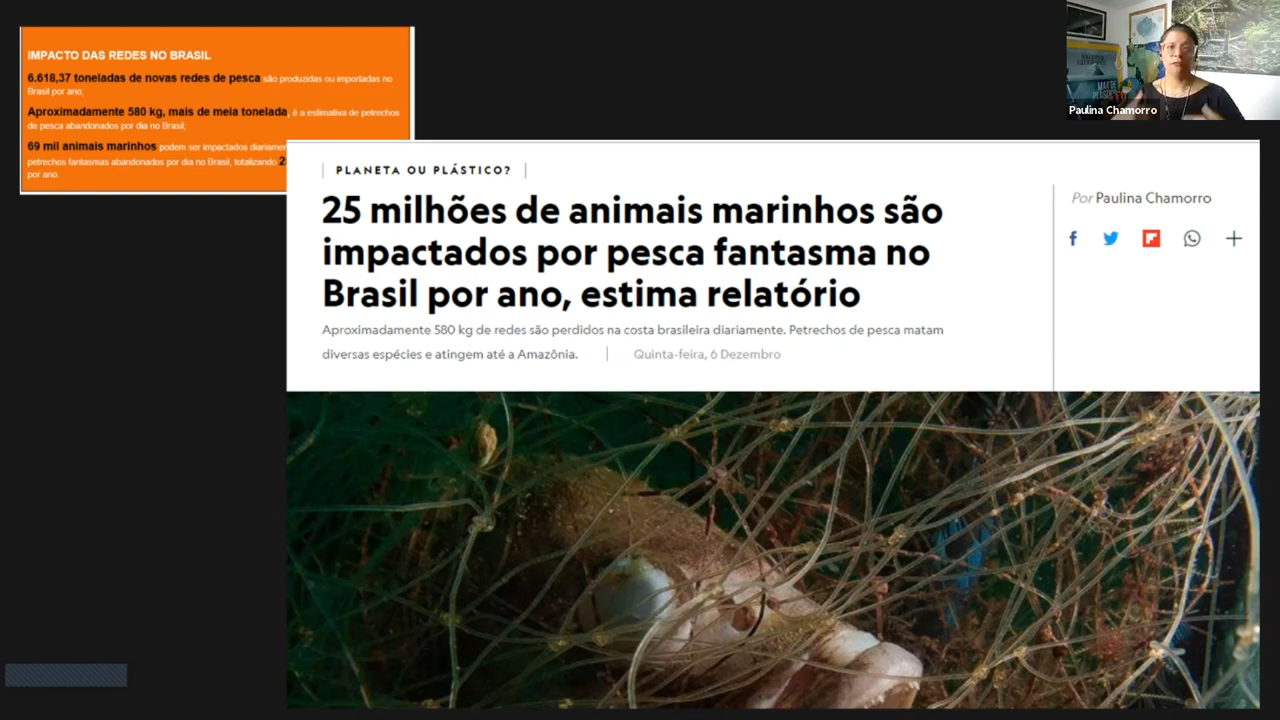 IMPACTO DAS REDES NO BRASIL
6.618,37 toneladas de novas redes de pesca são produzidas ou importadas no
Brasil por ano;
Aproximadamente 580 kg, mais de meia tonelada, é a estimativa de petrechos
de pesca abandonados por dia no Brasil;
69 mil animais marinhos podem ser impactados
petrechos fantasmas abandonados por dia no Brasil, totalizando
por ano.
Paulina Chamorro
PLANETA OU PLÁSTICO?
25 milhões de animais marinhos são
impactados por pesca fantasma no
Brasil por ano, estima relatório
Aproximadamente 580 kg de redes são perdidos na costa brasileira diariamente. Petrechos de pesca matam
diversas espécies e atingem até a Amazônia. | Quinta-feira, 6 Dezembro
Por Paulina Chamorro